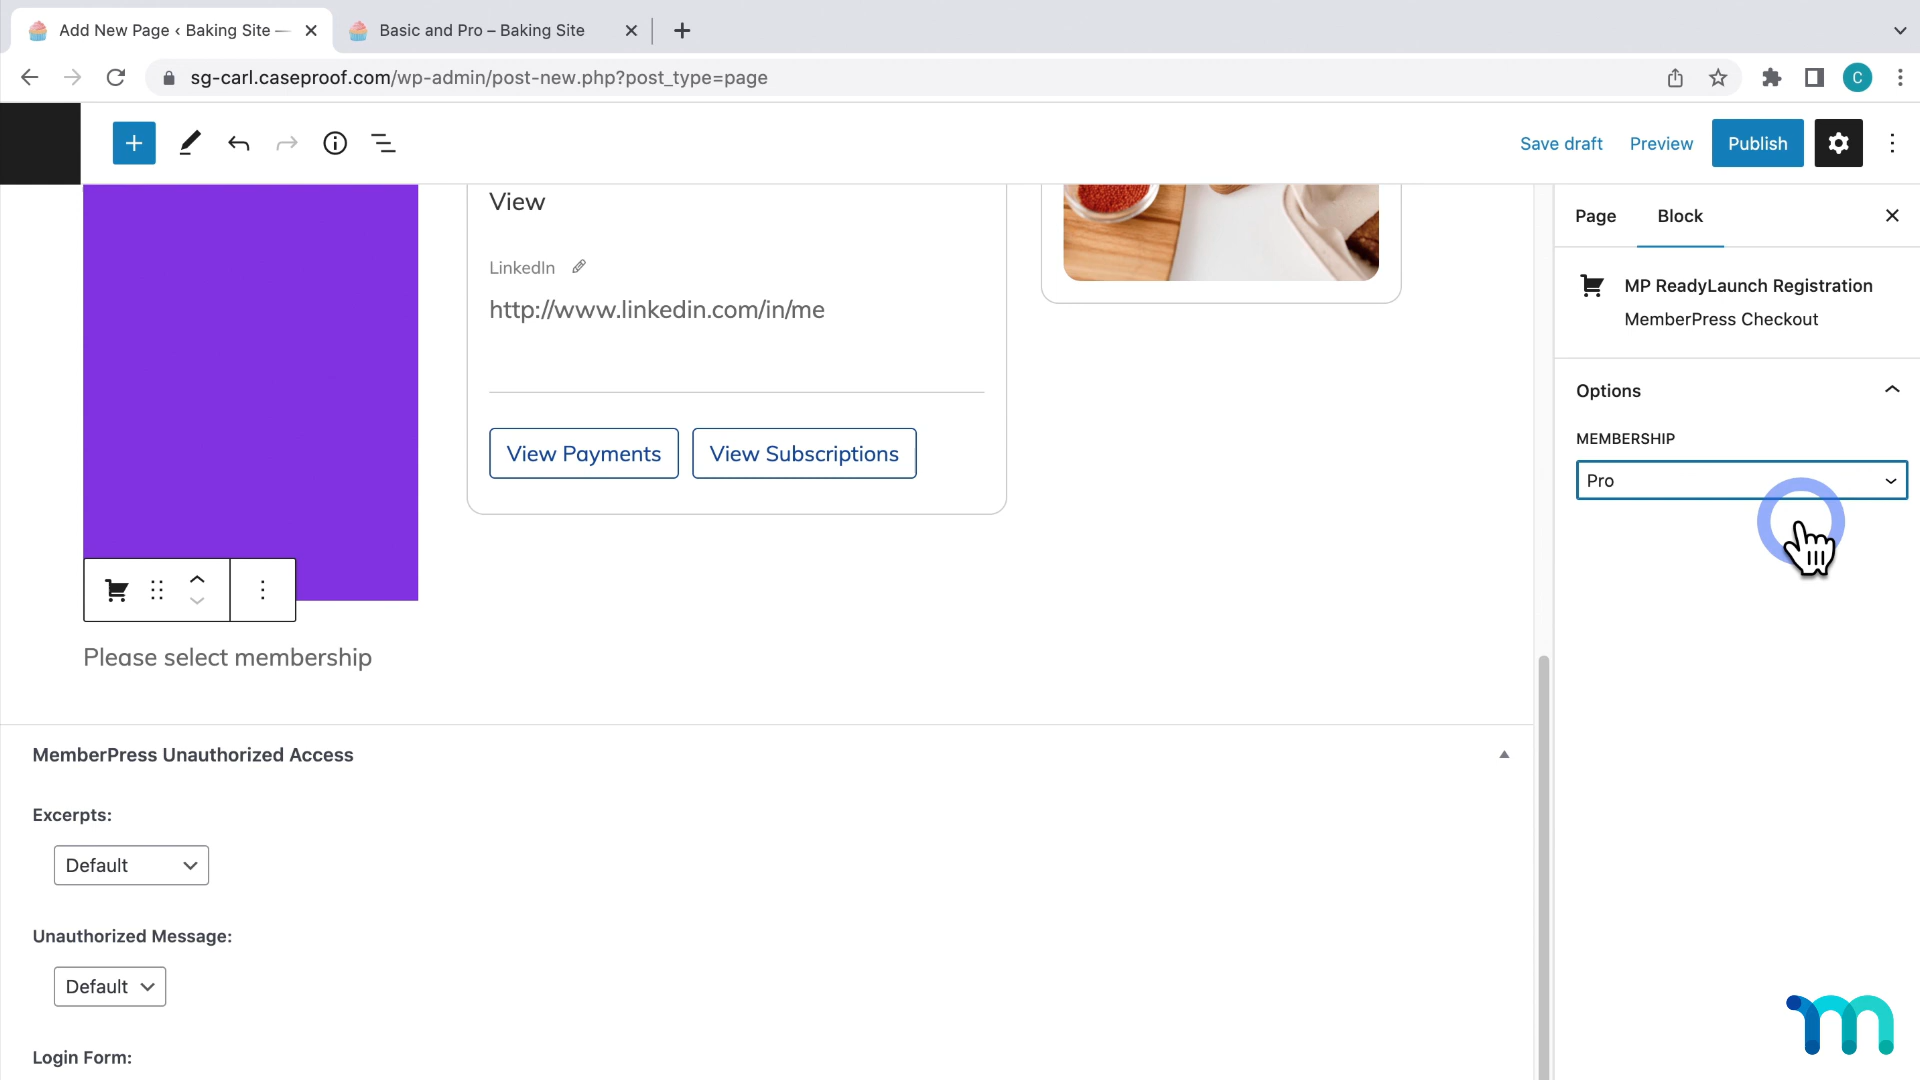 Add New Page ‹ Baking Site —
Basic and Pro – Baking Site
sg-carl.caseproof.com/wp-admin/post-new.php?post_type=page
C
Save draft
Preview
Publish
View
LinkedIn
http://www.linkedin.com/in/me
View Payments
View Subscriptions
Please select membership
MemberPress Unauthorized Access
Excerpts:
Default
Unauthorized Message:
Default
Login Form:
Page
Block
MP ReadyLaunch Registration
MemberPress Checkout
Options
MEMBERSHIP
Pro